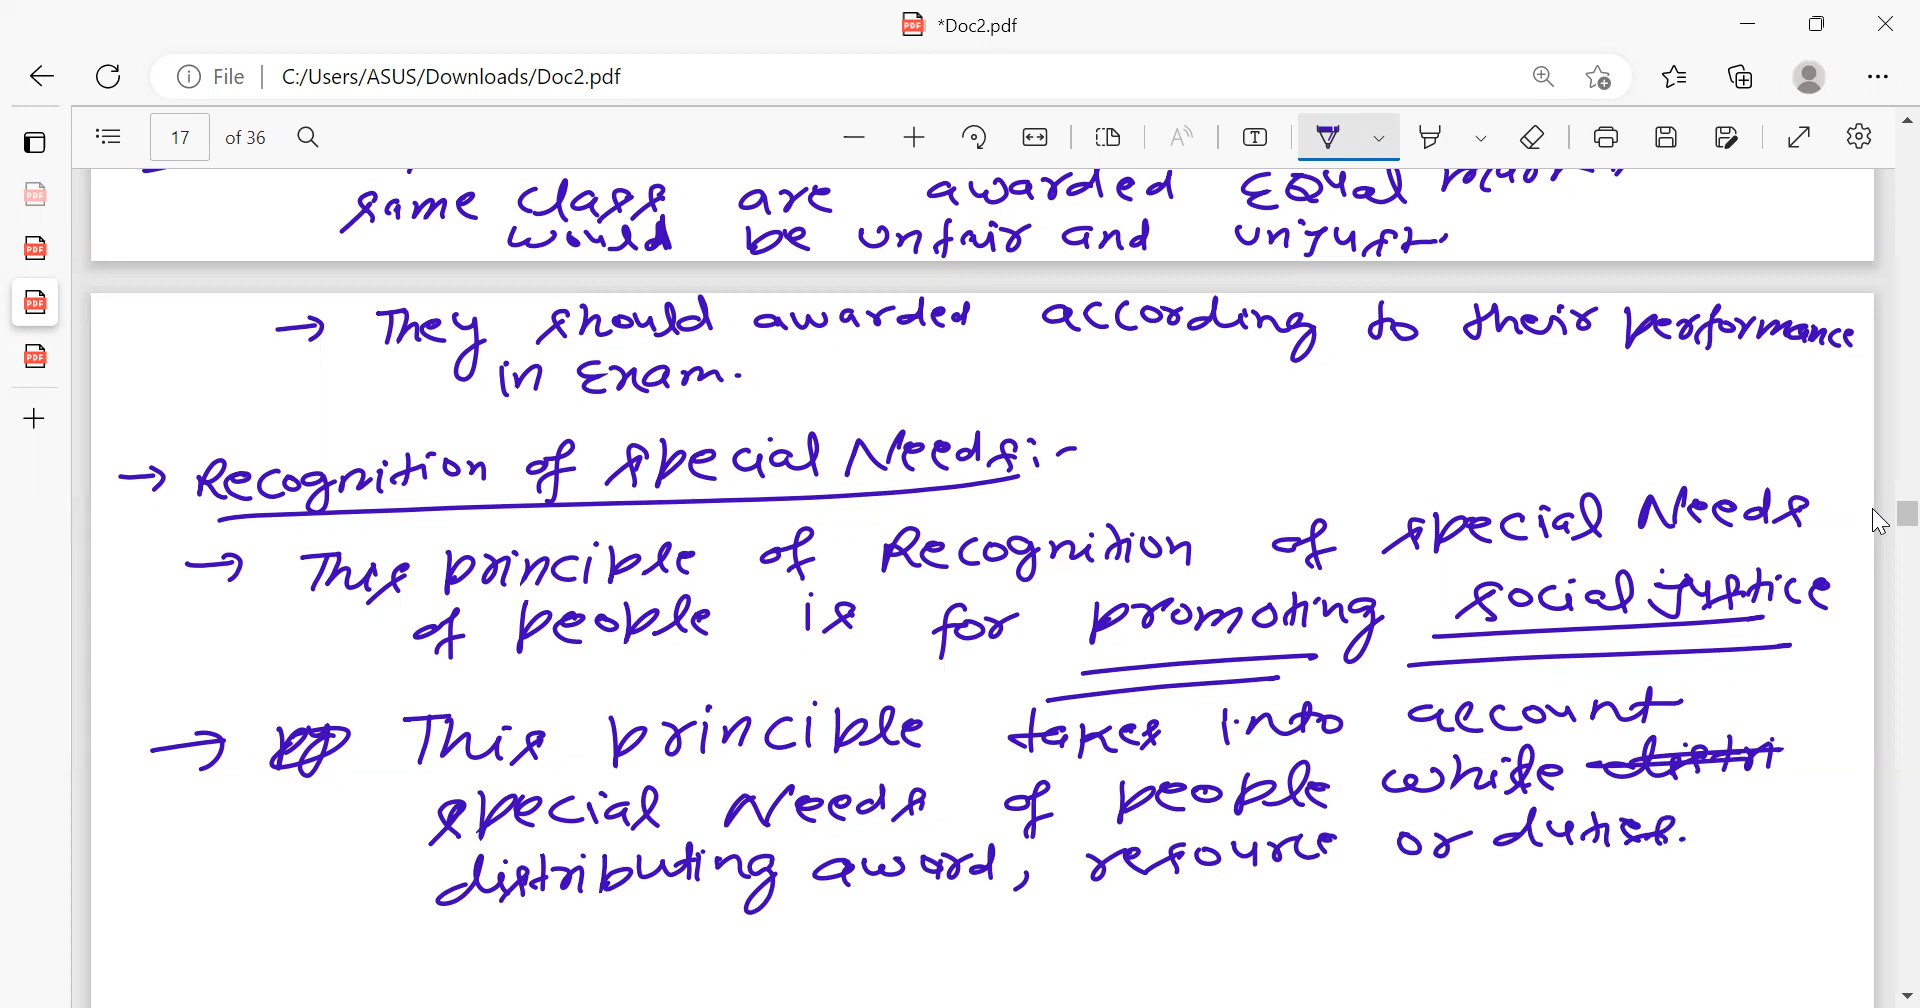 *Doc2.pdf
File
C:/Users/ASUS/Downloads/Doc2.pdf
17 of 36
same class are awarded Equal
would be unfair and unjust.
→ They should awarded according to their performance
in Exam.
→ Recognition of special Needs:-
→ This principle of Recognition of special Needs
of people is for promoting social justice
→ This principle takes into account
special Needs of people while
distributing award, resource or duties.